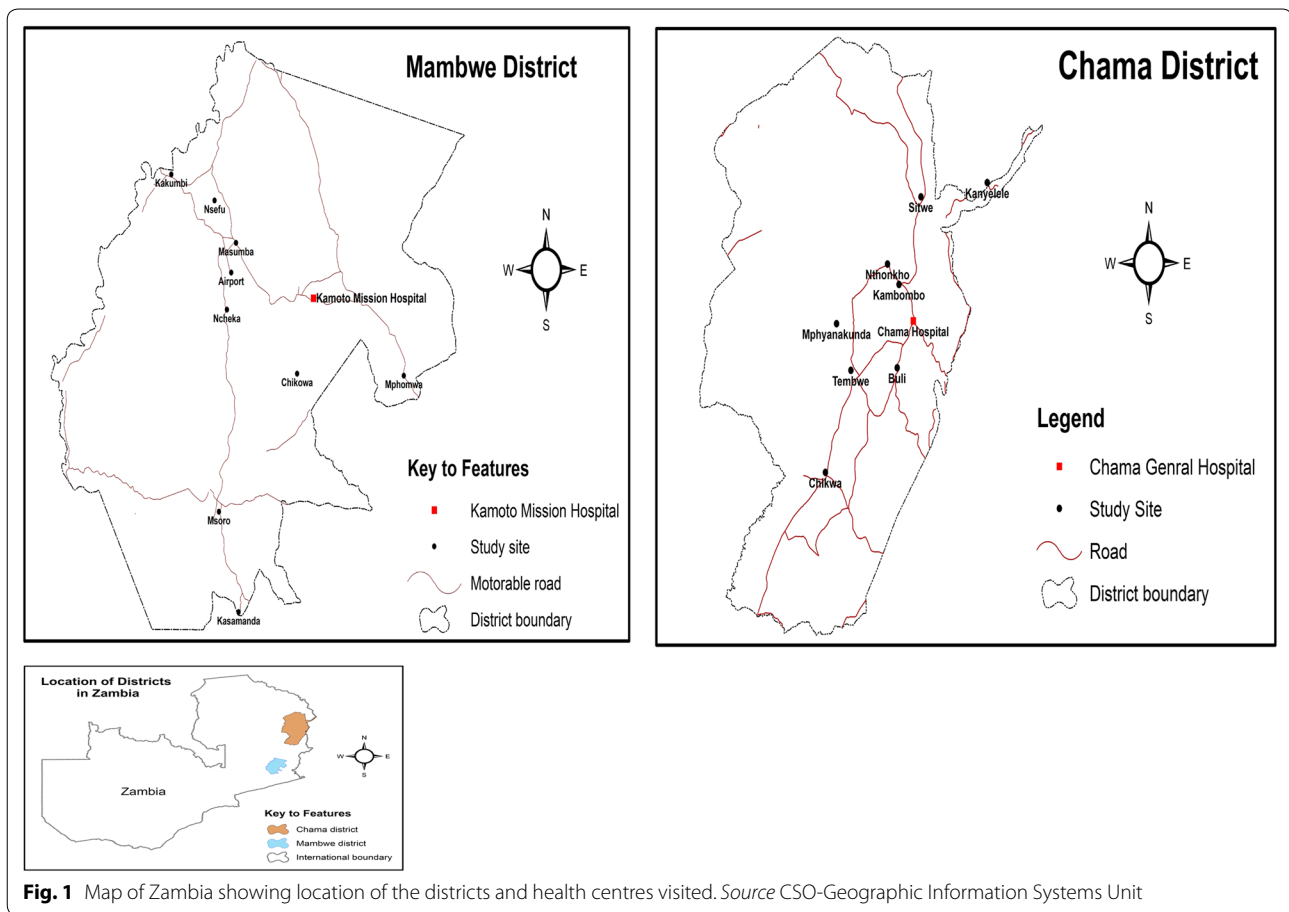 Mambwe District
Kakumbi
Nsefu
Masumba
Airport
Kamoto Mission Hospital
Ncheka
Chikowa
Mphomwa
Msoro
Kasamanda
N
W
E
S
Key to Features
Kamoto Mission Hospital
Study site
Motorable road
District boundary
Chama District
Kanyelele
Sitwe
Nthonkho
Kambombo
Mphyanakunda
Chama Hospital
Tembwe
Buli
Chikwa
N
W
E
S
Legend
Chama Genral Hospital
Study Site
Road
District boundary
Location of Districts
in Zambia
N
W
E
S
Zambia
Key to Features
Chama district
Mambwe district
International boundary
Fig. 1 Map of Zambia showing location of the districts and health centres visited. Source CSO-Geographic Information Systems Unit